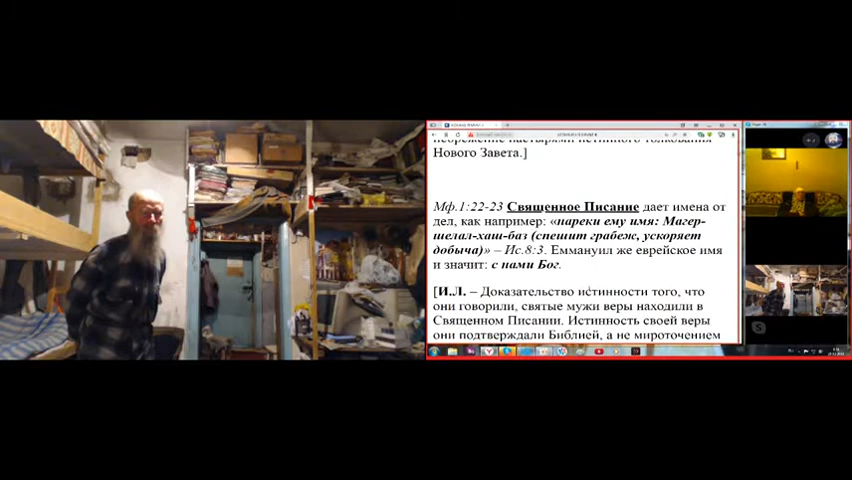 Нового Завета.]
Мф.1:22-23 Священное Писание дает имена от
дел, как например: «нареки ему имя: Магер-
шелал-хаш-баз (спешит грабеж, ускоряет
добыча)» – Ис.8:3. Еммануил же еврейское имя
и значит: с нами Бог.
[И.Л. – Доказательство истинности того, что
они говорили, святые мужи веры находили в
Священном Писании. Истинность своей веры
они подтверждали Библией, а не мироточением